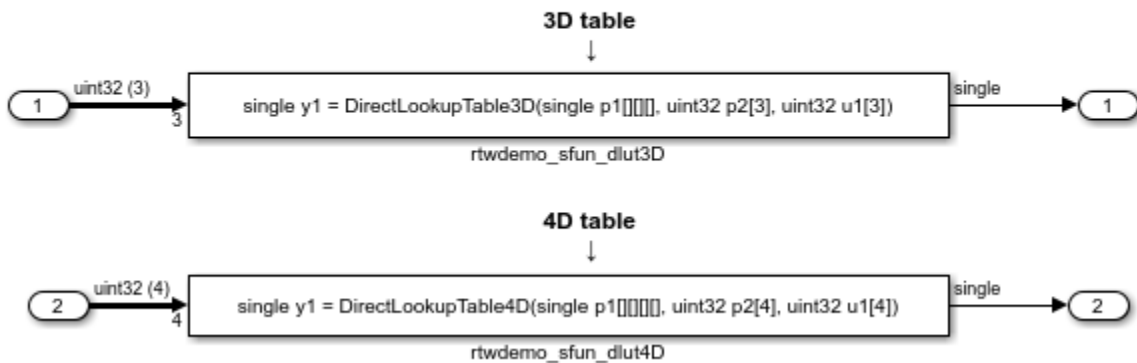 3D table
↓
uint32 (3)
1
3
single y1 = DirectLookupTable3D(single p1[][][], uint32 p2[3], uint32 u1[3])
single
1
rtwdemo_sfun_dlut3D
4D table
↓
uint32 (4)
2
4
single y1 = DirectLookupTable4D(single p1[][][][], uint32 p2[4], uint32 u1[4])
single
2
rtwdemo_sfun_dlut4D